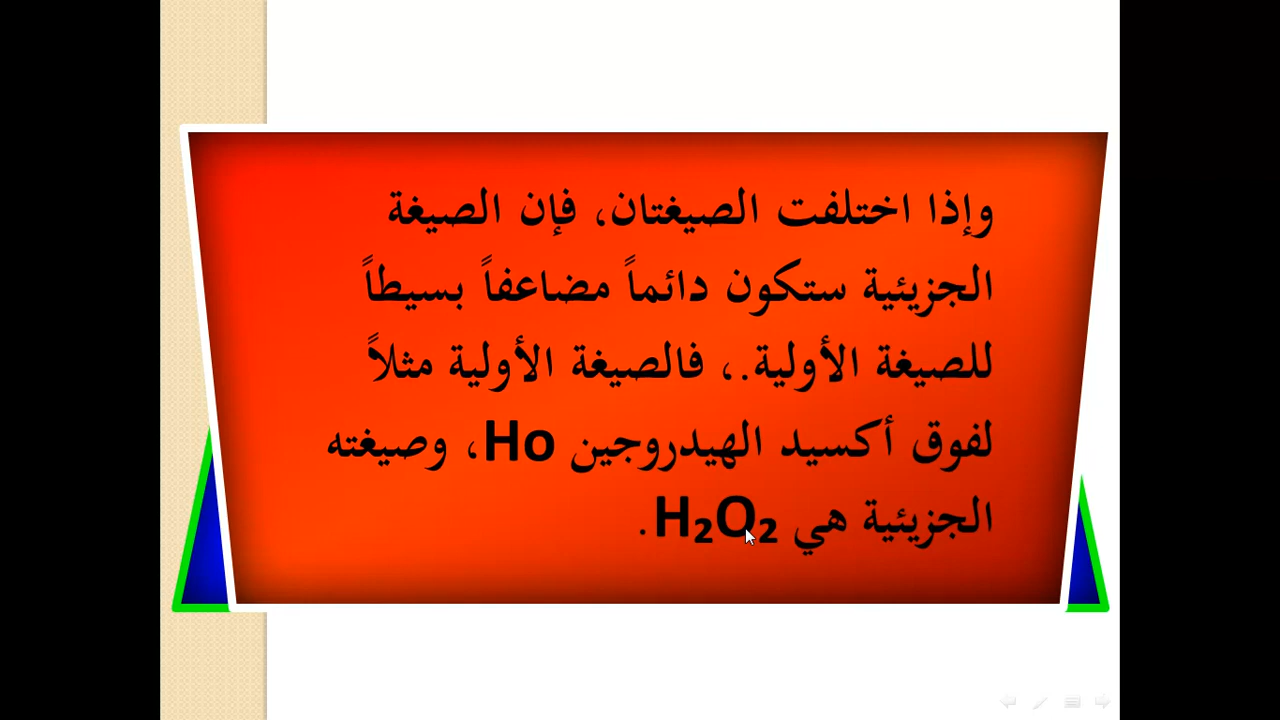 وإذا اختلفت الصيغتان، فإن الصيغة
الجزيئية ستكون دائماً مضاعفاً بسيطاً
للصيغة الأولية.، فالصيغة الأولية مثلاً
لفوق أكسيد الهيدروجين Ho، وصيغته
الجزيئية هي H₂O₂.